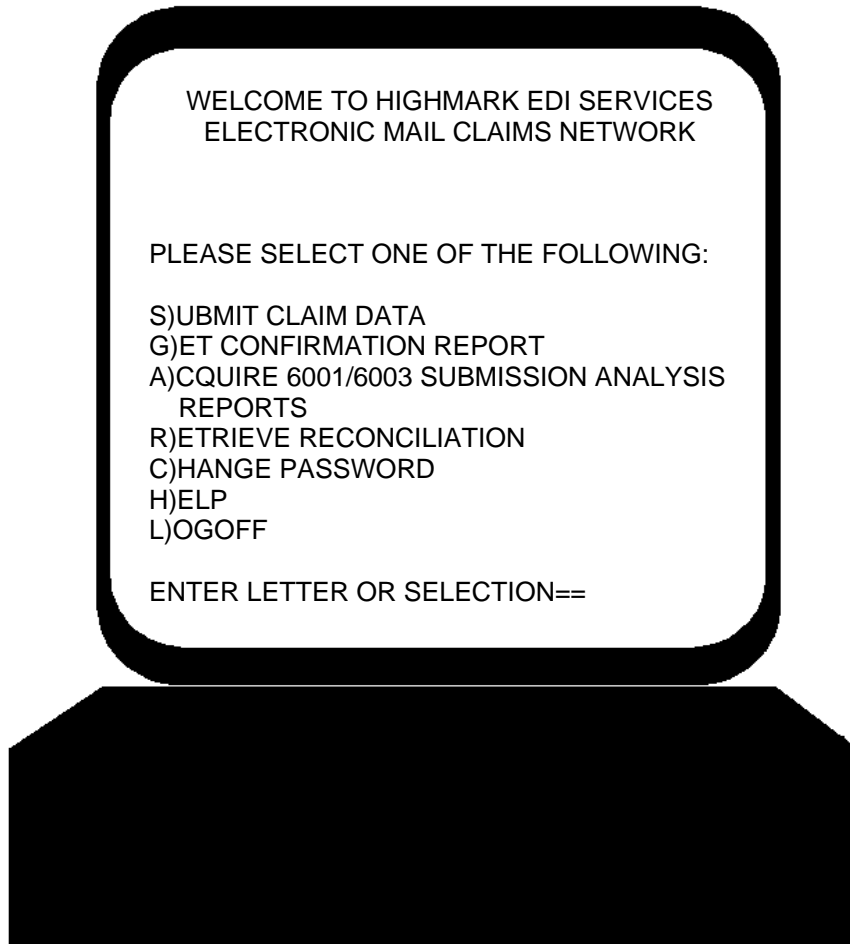 WELCOME TO HIGHMARK EDI SERVICES
ELECTRONIC MAIL CLAIMS NETWORK
PLEASE SELECT ONE OF THE FOLLOWING:
S)UBMIT CLAIM DATA
G)ET CONFIRMATION REPORT
A)CQUIRE 6001/6003 SUBMISSION ANALYSIS
REPORTS
R)ETRIEVE RECONCILIATION
C)HANGE PASSWORD
H)ELP
L)OGOFF
ENTER LETTER OR SELECTION==